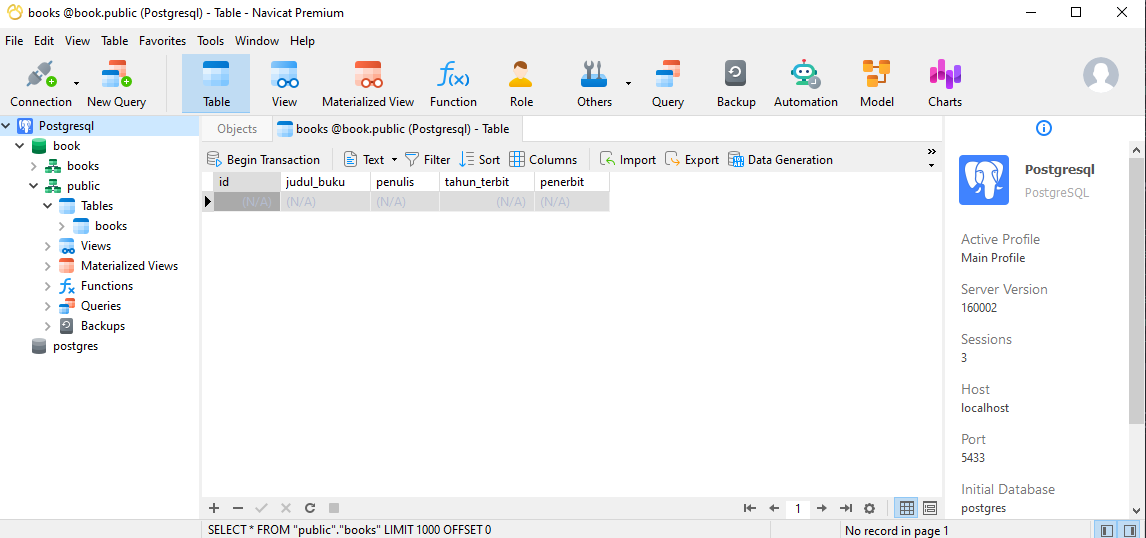 books @book.public (Postgresql) - Table - Navicat Premium
File Edit View Table Favorites Tools Window Help
Connection New Query Table View Materialized View Function Role Others Query Backup Automation Model Charts
Postgresql
book
books
public
Tables
books
Views
Materialized Views
Functions
Queries
Backups
postgres
Objects books @book.public (Postgresql) - Table
Begin Transaction Text Filter Sort Columns Import Export Data Generation
id judul_buku penulis tahun_terbit penerbit
(N/A) (N/A) (N/A) (N/A) (N/A)
1
SELECT * FROM "public"."books" LIMIT 1000 OFFSET 0
No record in page 1
Postgresql
PostgreSQL
Active Profile
Main Profile
Server Version
160002
Sessions
3
Host
localhost
Port
5433
Initial Database
postgres